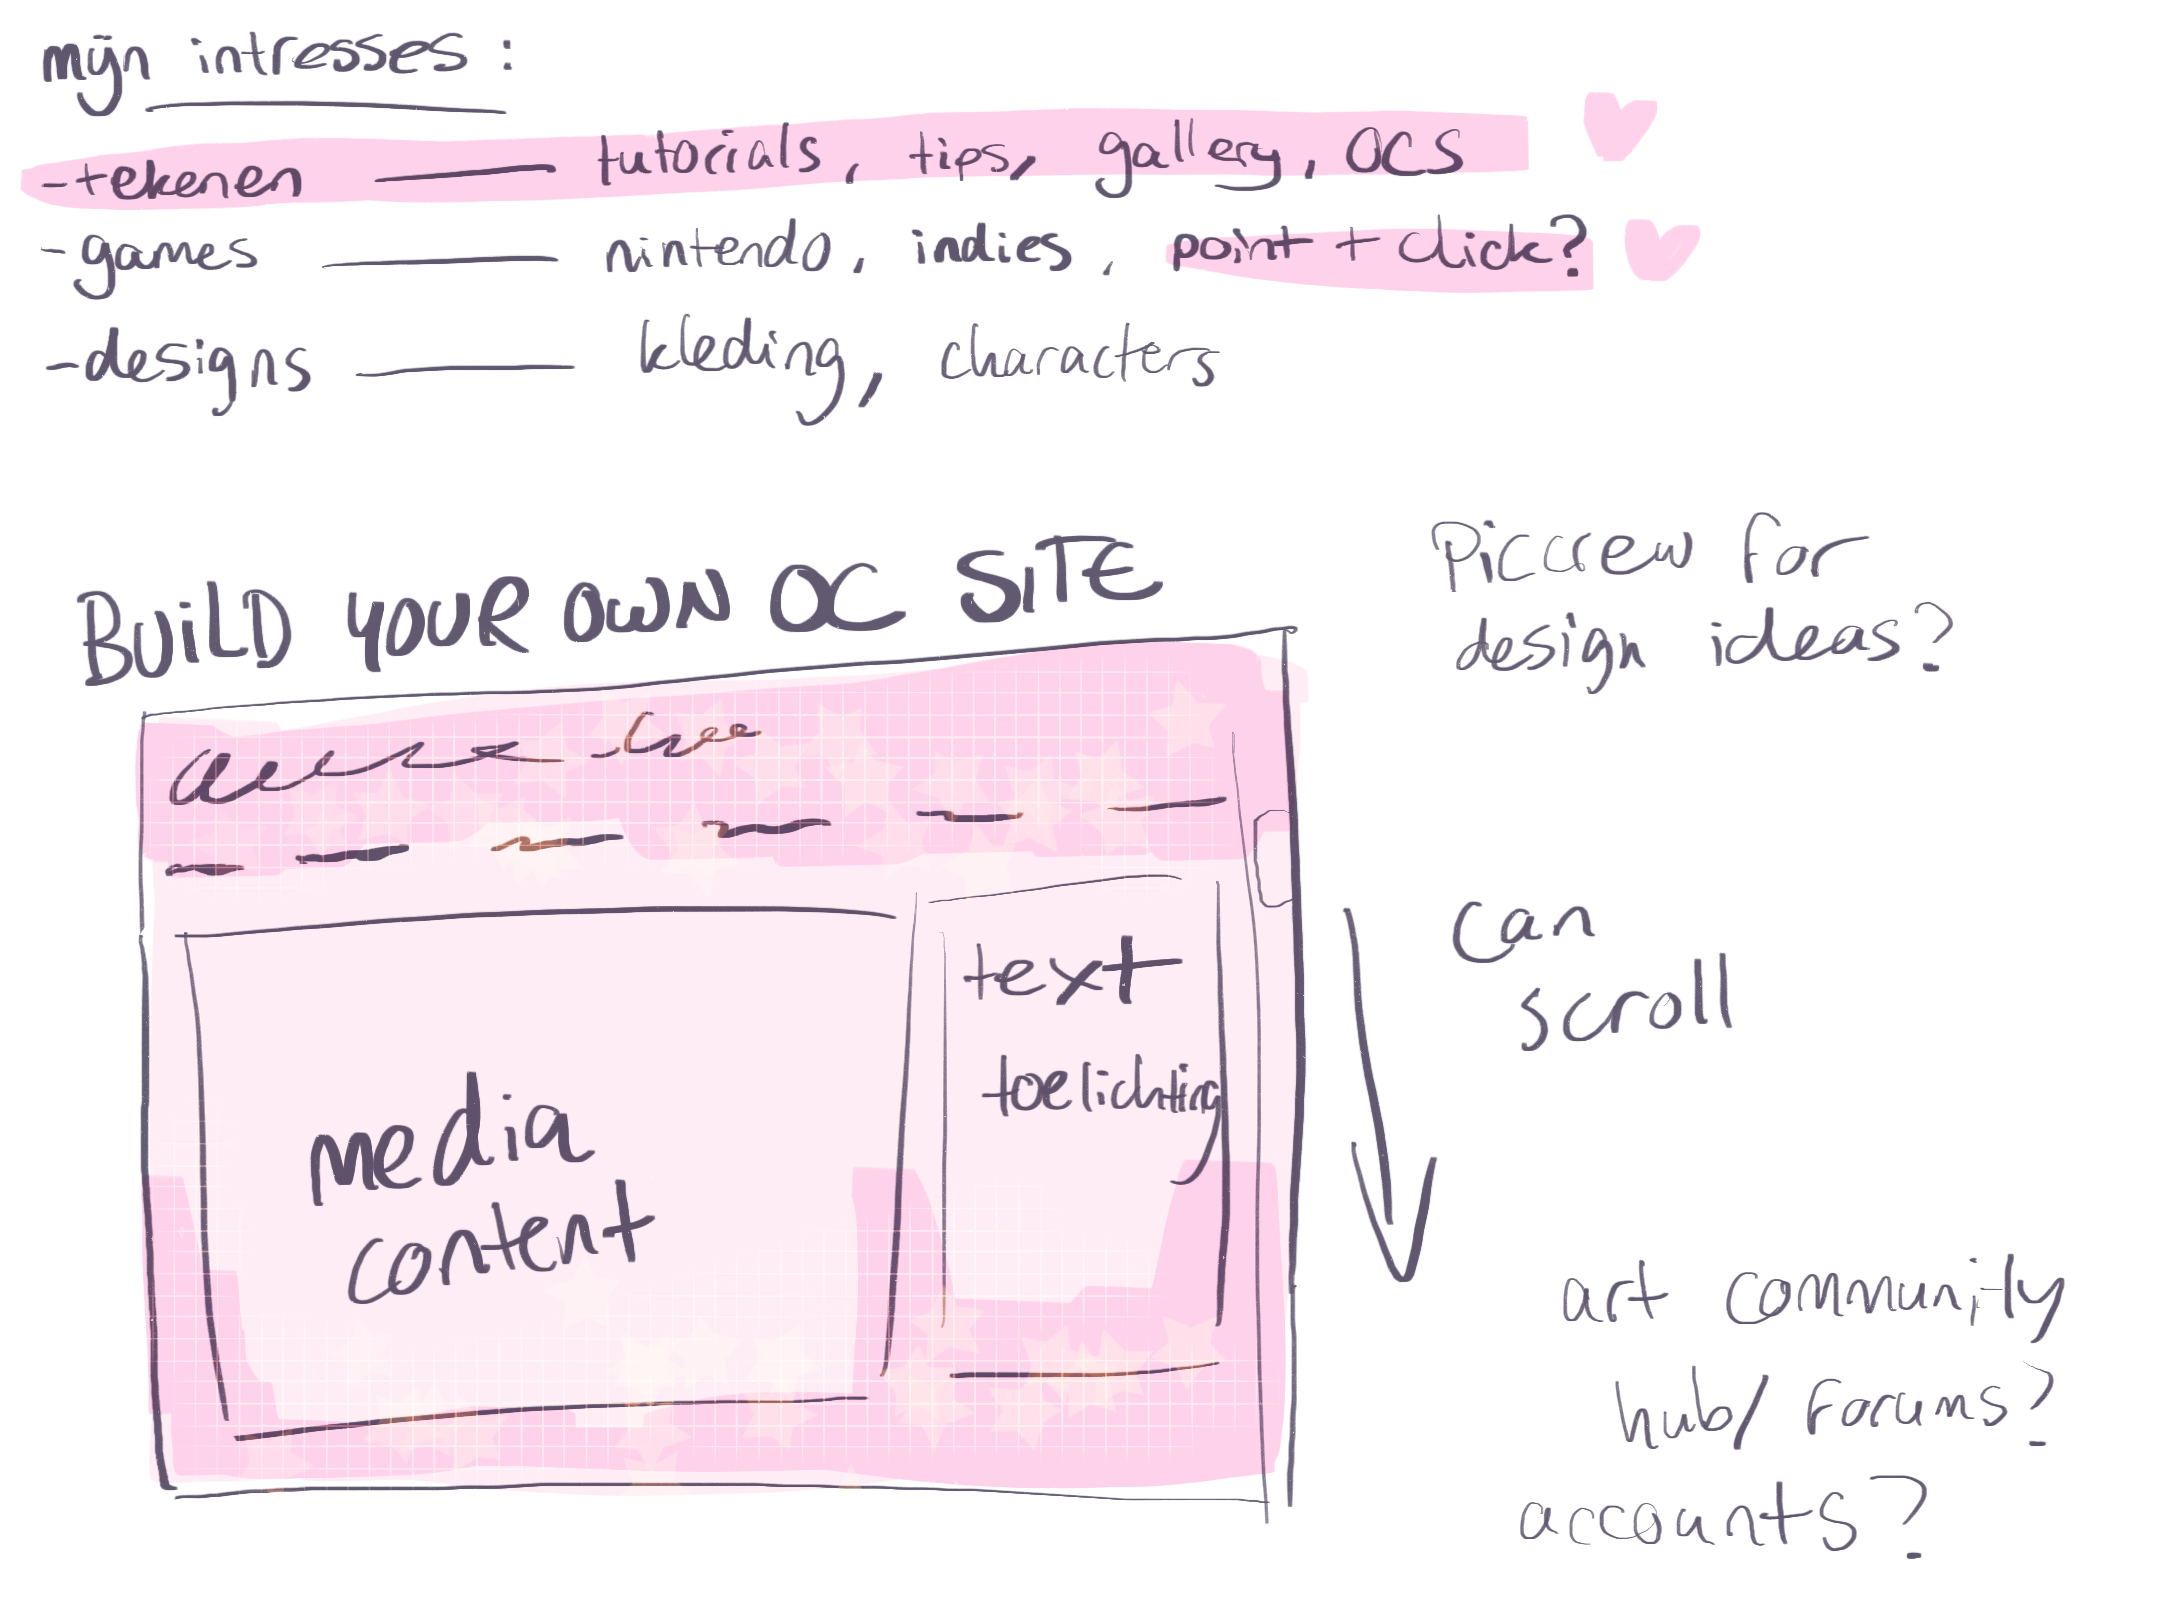 mijn intresses :
-tekenen — tutorials, tips, gallery, OCS
-games — nintendo, indies, point + click?
-designs — kleding, characters
BUILD YOUR OWN OC SITE
Piccrew for
design ideas?
text
toelichting
media
content
can
scroll
art community
hub/ forums?
accounts?